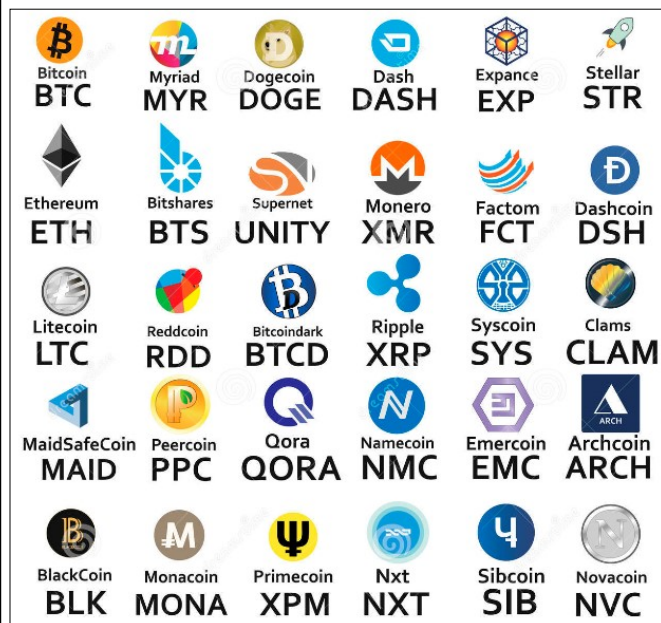 Bitcoin Myriad Dogecoin Dash Expance Stellar
BTC MYR DOGE DASH EXP STR
Ethereum Bitshares Supernet Monero Factom Dashcoin
ETH BTS UNITY XMR FCT DSH
Litecoin Reddcoin Bitcoindark Ripple Syscoin Clams
LTC RDD BTCD XRP SYS CLAM
ARCH
MaidSafeCoin Peercoin Qora Namecoin Emercoin Archcoin
MAID PPC QORA NMC EMC ARCH
BlackCoin Monacoin Primecoin Nxt Sibcoin Novacoin
BLK MONA XPM NXT SIB NVC